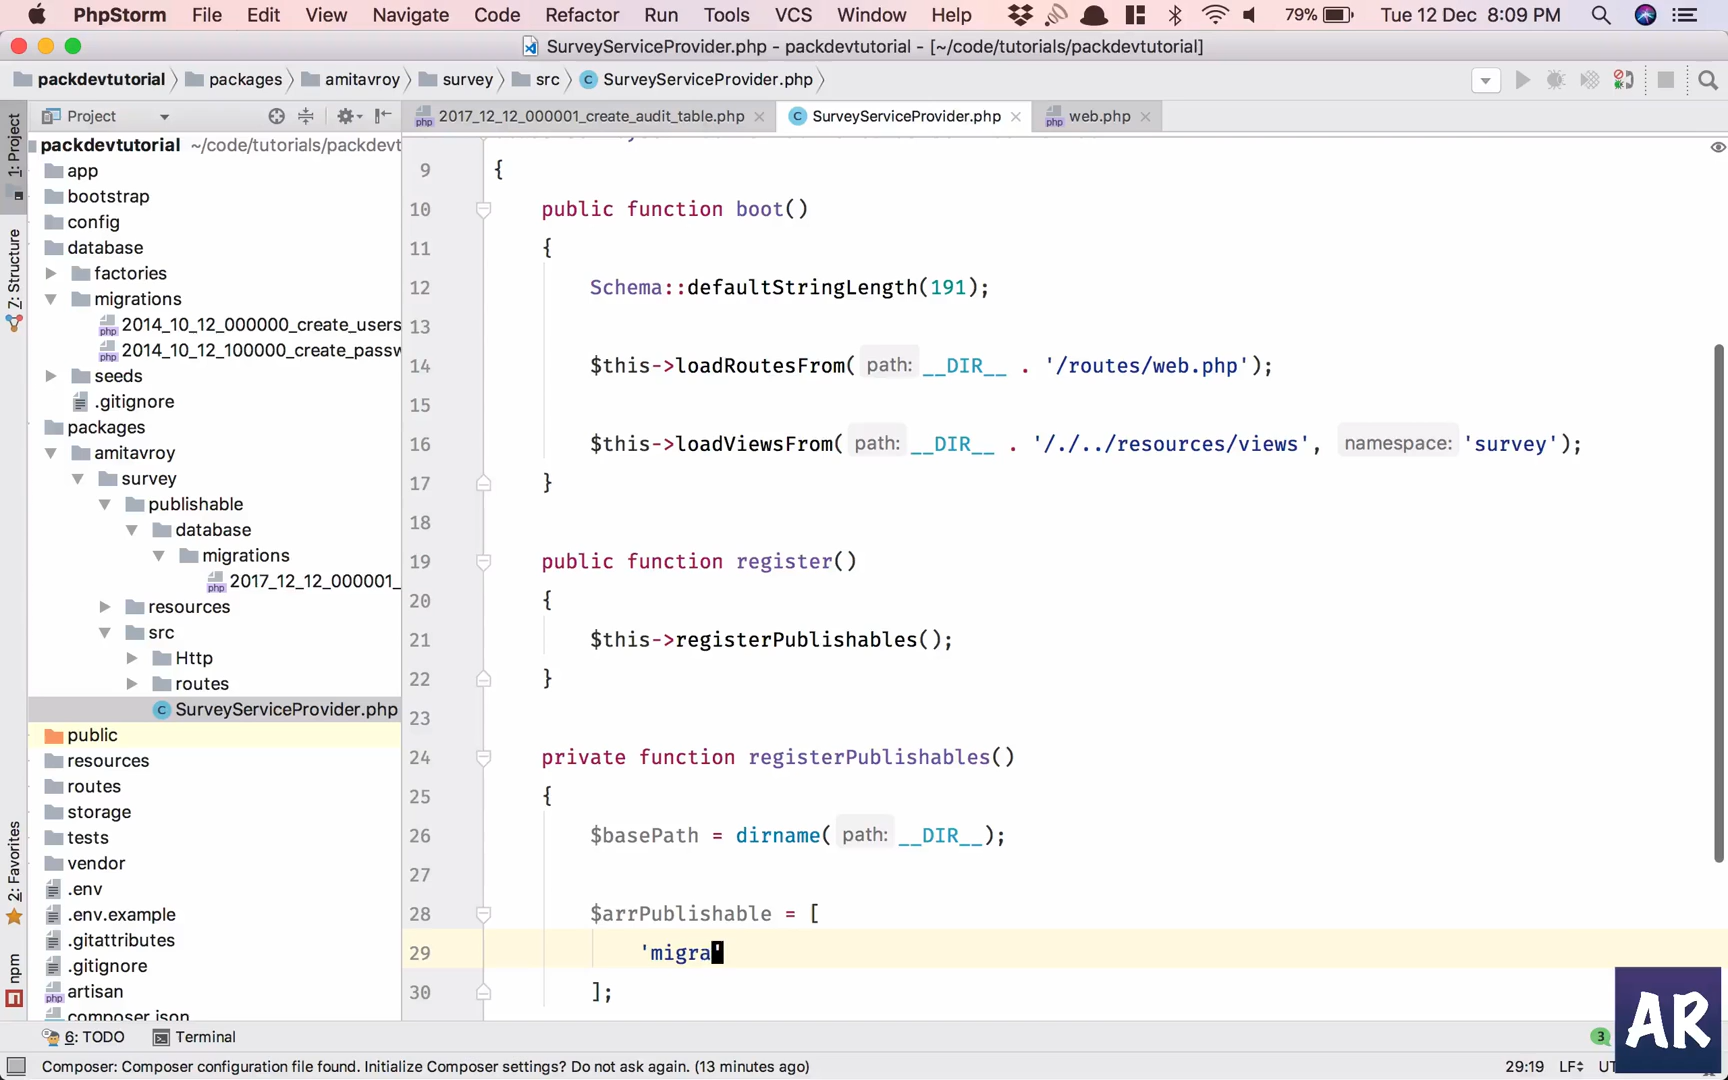 PhpStorm File Edit View Navigate Code Refactor Run Tools VCS Window Help 79% Tue 12 Dec 8:09 PM
SurveyServiceProvider.php - packdevtutorial - [~/code/tutorials/packdevtutorial]
packdevtutorial packages amitavroy survey src C SurveyServiceProvider.php
1: Project
7: Structure
2: Favorites
npm
Project
packdevtutorial ~/code/tutorials/packdevt
app
bootstrap
config
database
factories
migrations
php 2014_10_12_000000_create_users
php 2014_10_12_100000_create_passw
seeds
.gitignore
packages
amitavroy
survey
publishable
database
migrations
php 2017_12_12_000001_
resources
src
Http
routes
C SurveyServiceProvider.php
public
resources
routes
storage
tests
vendor
.env
.env.example
.gitattributes
.gitignore
php artisan
composer.json
php 2017_12_12_000001_create_audit_table.php C SurveyServiceProvider.php php web.php
9 {
10 public function boot()
11 {
12 Schema::defaultStringLength(191);
13
14 $this->loadRoutesFrom( path: __DIR__ . '/routes/web.php');
15
16 $this->loadViewsFrom( path: __DIR__ . '/./../resources/views', namespace: 'survey');
17 }
18
19 public function register()
20 {
21 $this->registerPublishables();
22 }
23
24 private function registerPublishables()
25 {
26 $basePath = dirname( path: __DIR__);
27
28 $arrPublishable = [
29 'migra'
30 ];
6: TODO Terminal 3
Composer: Composer configuration file found. Initialize Composer settings? Do not ask again. (13 minutes ago) 29:19 LF UT
AR